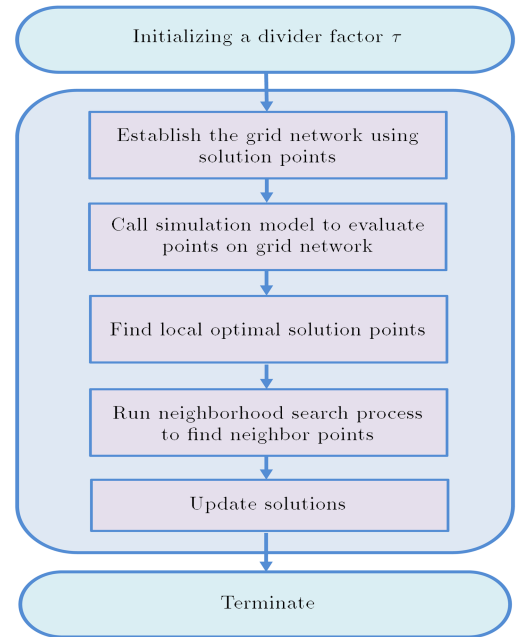 Initializing a divider factor τ
Establish the grid network using
solution points
Call simulation model to evaluate
points on grid network
Find local optimal solution points
Run neighborhood search process
to find neighbor points
Update solutions
Terminate